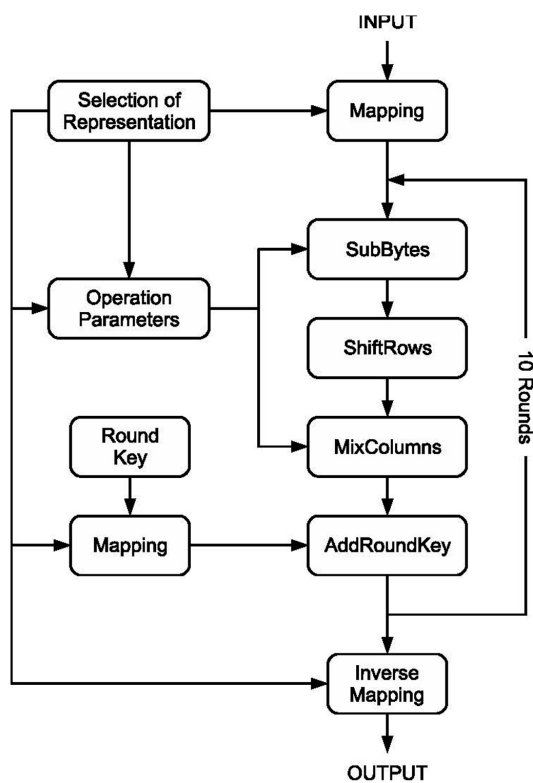 INPUT
Selection of
Representation
Mapping
SubBytes
Operation
Parameters
ShiftRows
10 Rounds
Round
Key
MixColumns
Mapping
AddRoundKey
Inverse
Mapping
OUTPUT